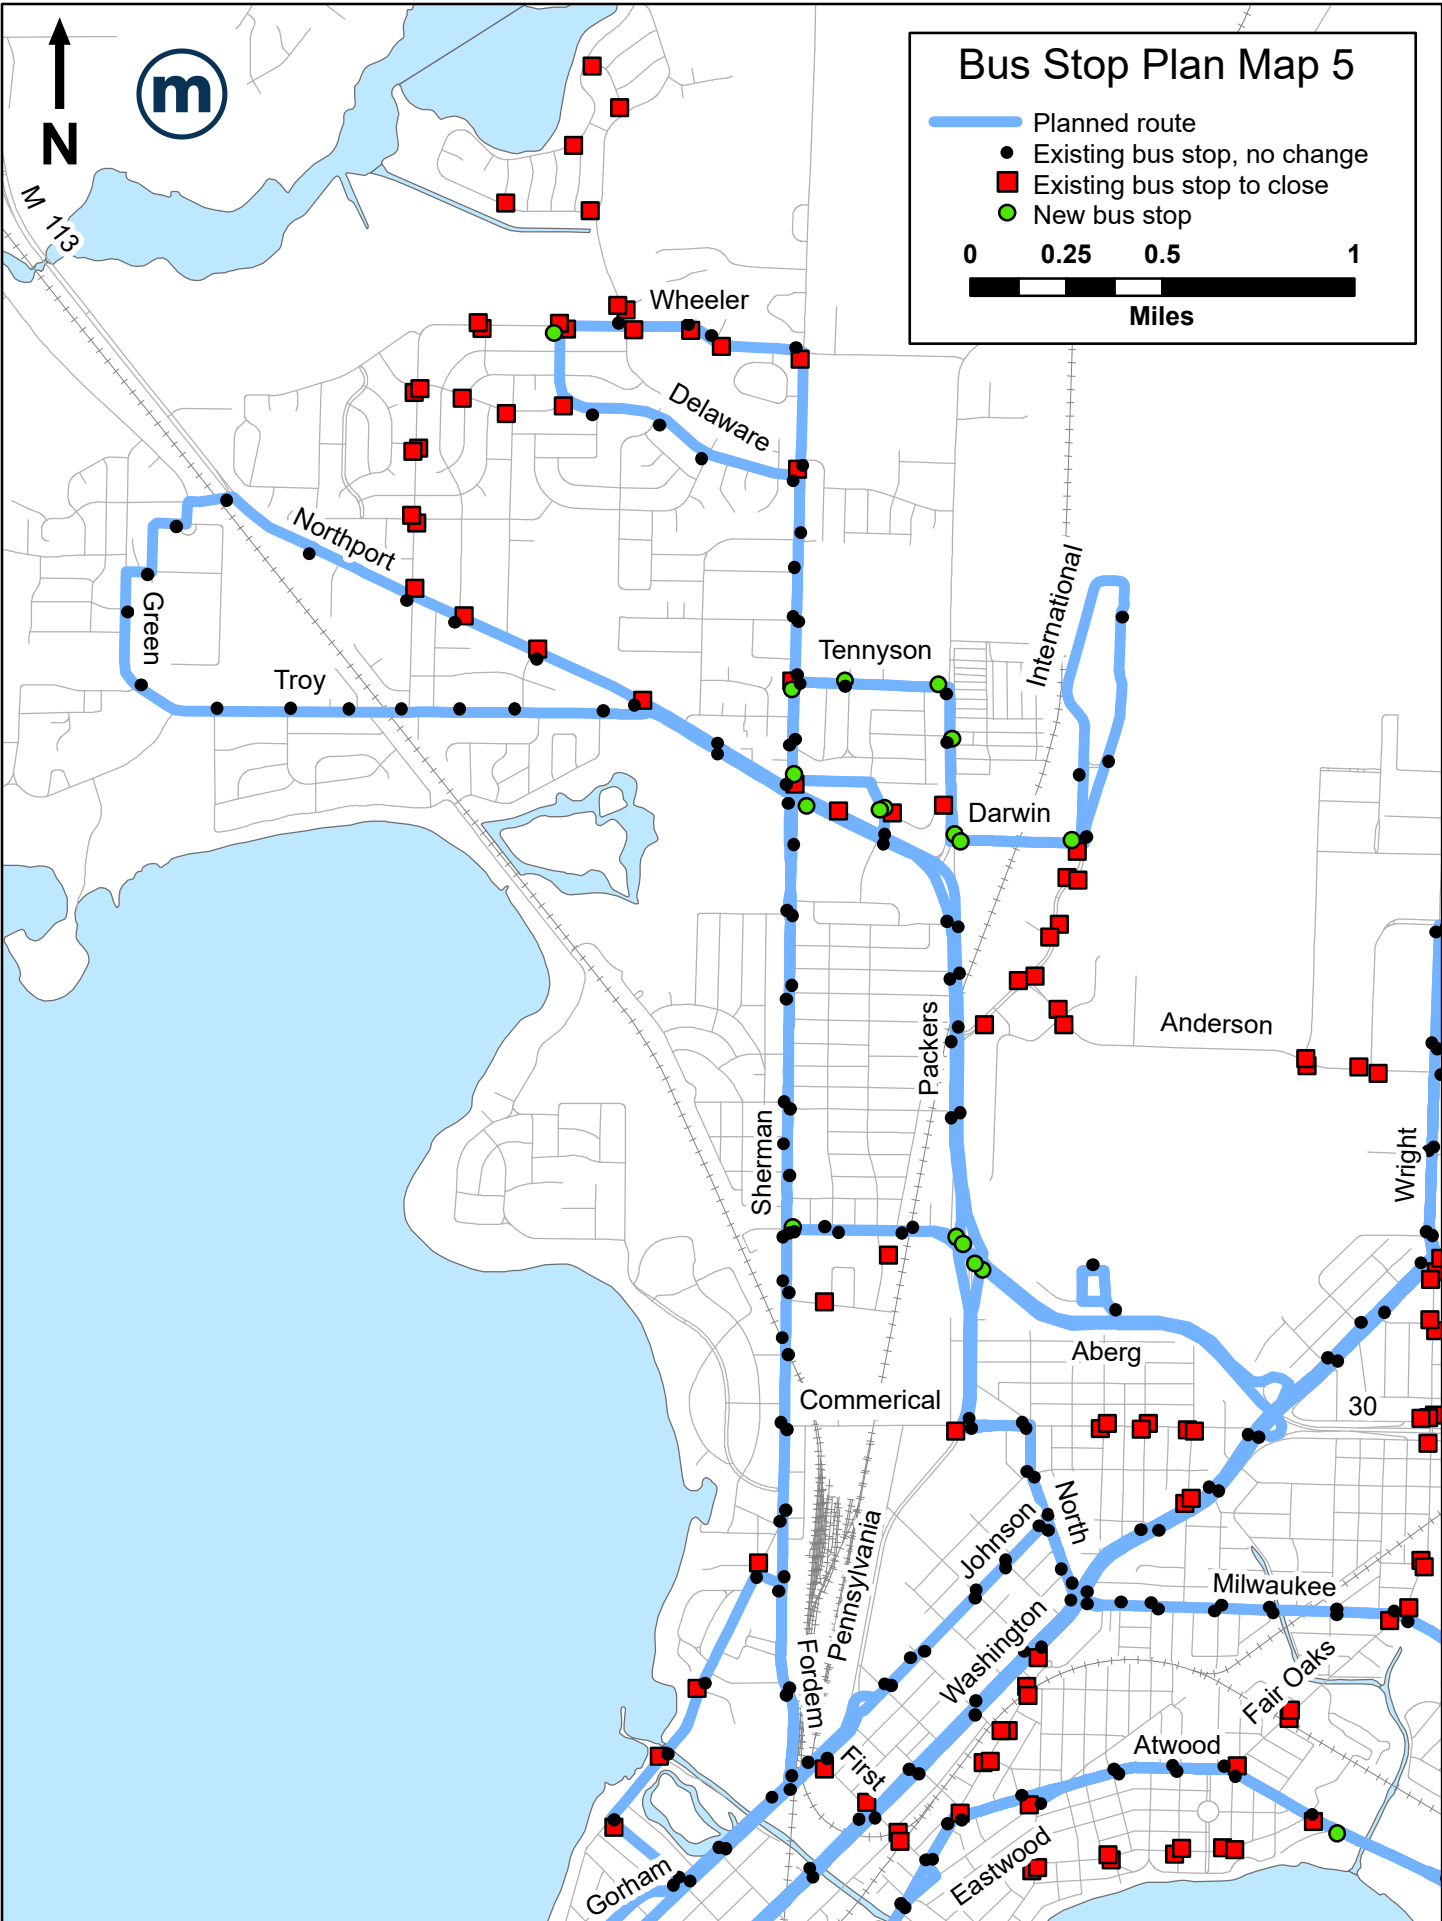 m
N
M 113
Bus Stop Plan Map 5
Planned route
Existing bus stop, no change
Existing bus stop to close
New bus stop
0 0.25 0.5 1
Miles
Wheeler
Delaware
Northport
Green
Troy
Tennyson
International
Darwin
Packers
Anderson
Sherman
Wright
Aberg
Commerical
30
North
Johnson
Pennsylvania
Milwaukee
Washington
Fordem
Fair Oaks
First
Atwood
Eastwood
Gorham